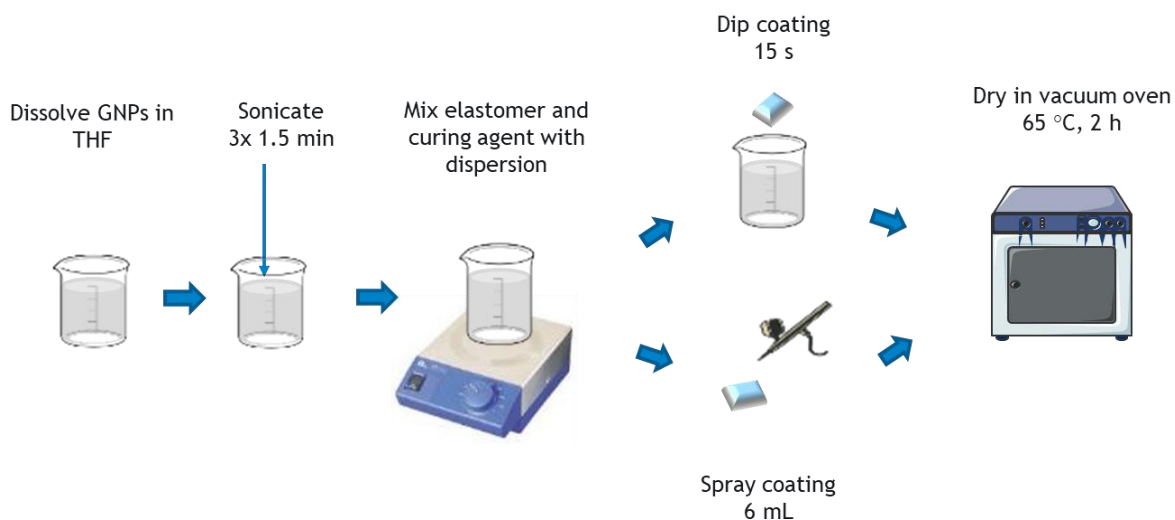 Dissolve GNPs in
THF
Sonicate
3x 1.5 min
Mix elastomer and
curing agent with
dispersion
Dip coating
15 s
Spray coating
6 mL
Dry in vacuum oven
65 °C, 2 h